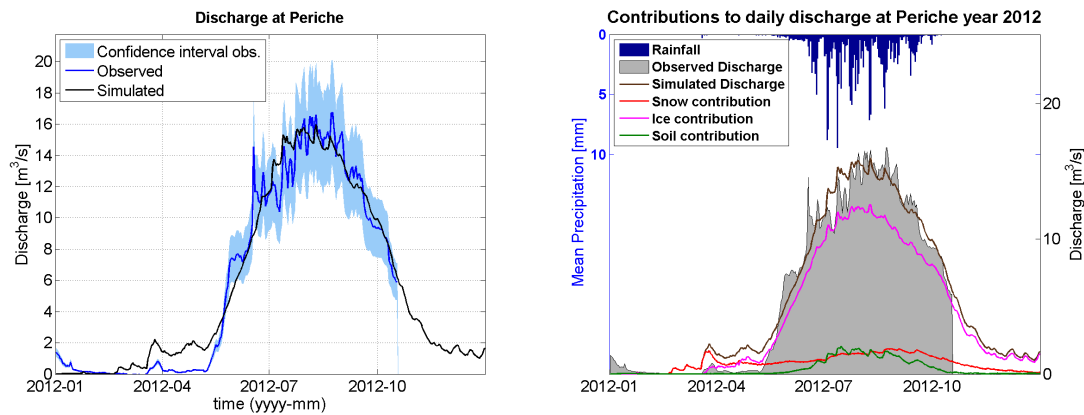 Discharge at Periche
Confidence interval obs.
Observed
Simulated
20
18
16
14
12
10
8
6
4
2
0
Discharge [m³/s]
2012-01
2012-04
2012-07
2012-10
time (yyyy-mm)
Contributions to daily discharge at Periche year 2012
Rainfall
Observed Discharge
Simulated Discharge
Snow contribution
Ice contribution
Soil contribution
0
5
10
Mean Precipitation [mm]
20
10
0
Discharge [m³/s]
2012-01
2012-04
2012-07
2012-10